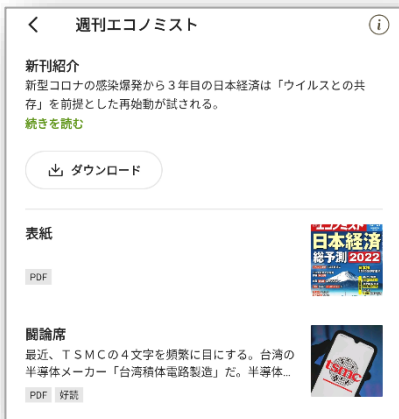 週刊エコノミスト
i
新刊紹介
新型コロナの感染爆発から３年目の日本経済は「ウイルスとの共
存」を前提とした再始動が試される。
続きを読む
ダウンロード
表紙
エコノミスト
日本経済
総予測 2022
PDF
闘論席
最近、ＴＳＭＣの４文字を頻繁に目にする。台湾の
半導体メーカー「台湾積体電路製造」だ。半導体...
tsmc
PDF 好読